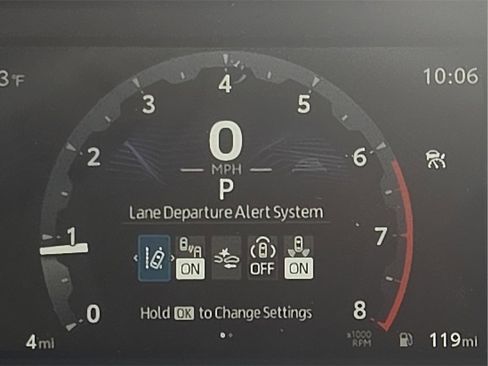 3°F
10:06
4
3
5
2
0
6
MPH
P
Lane Departure Alert System
1
7
ON
OFF
ON
0
Hold OK to Change Settings
8
4mi
x1000
RPM
119mi